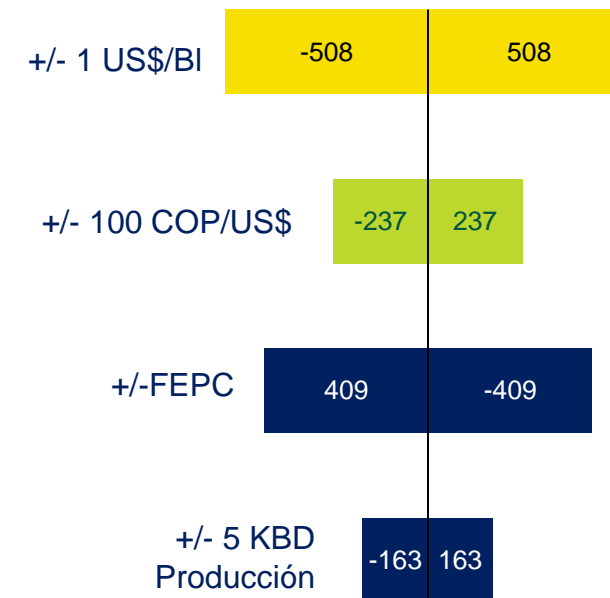 +/- 1 US$/Bl -508 508
+/- 100 COP/US$ -237 237
+/-FEPC 409 -409
+/- 5 KBD
Producción -163 163